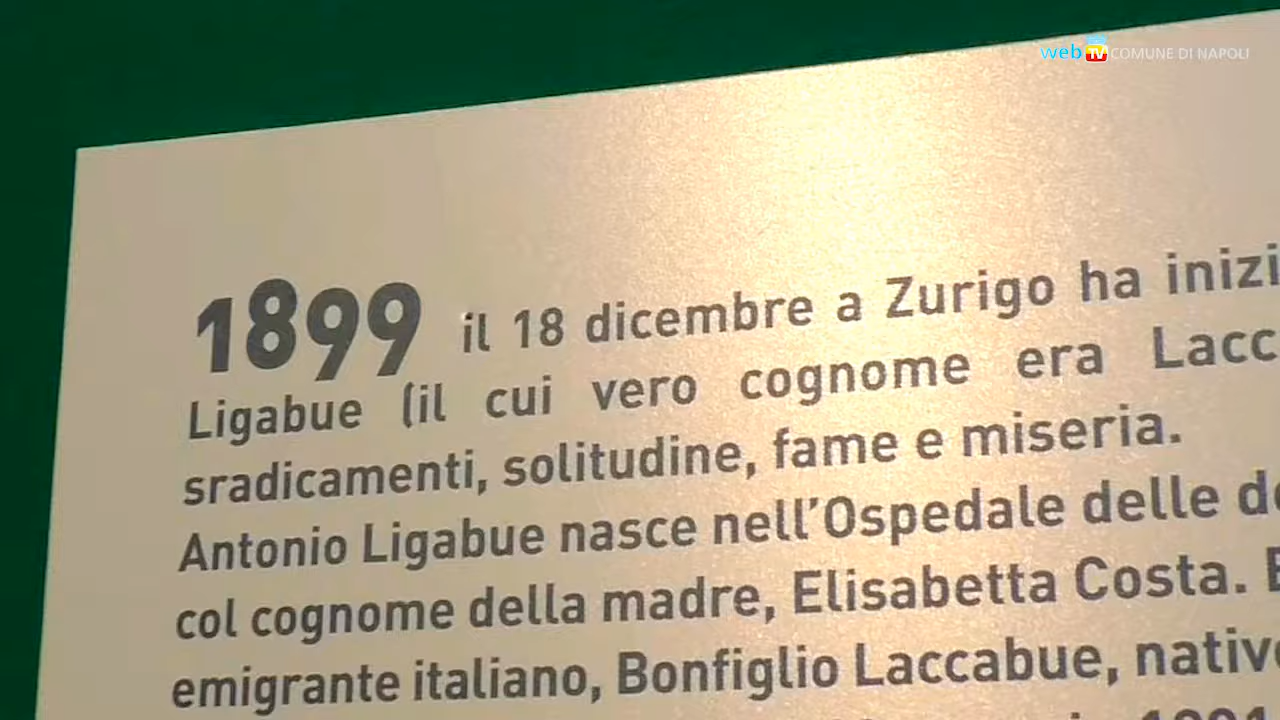 web TV COMUNE DI NAPOLI
1899 il 18 dicembre a Zurigo ha inizi
Ligabue (il cui vero cognome era Lacc
sradicamenti, solitudine, fame e miseria.
Antonio Ligabue nasce nell'Ospedale delle
col cognome della madre, Elisabetta Costa.
emigrante italiano, Bonfiglio Laccabue, nativ